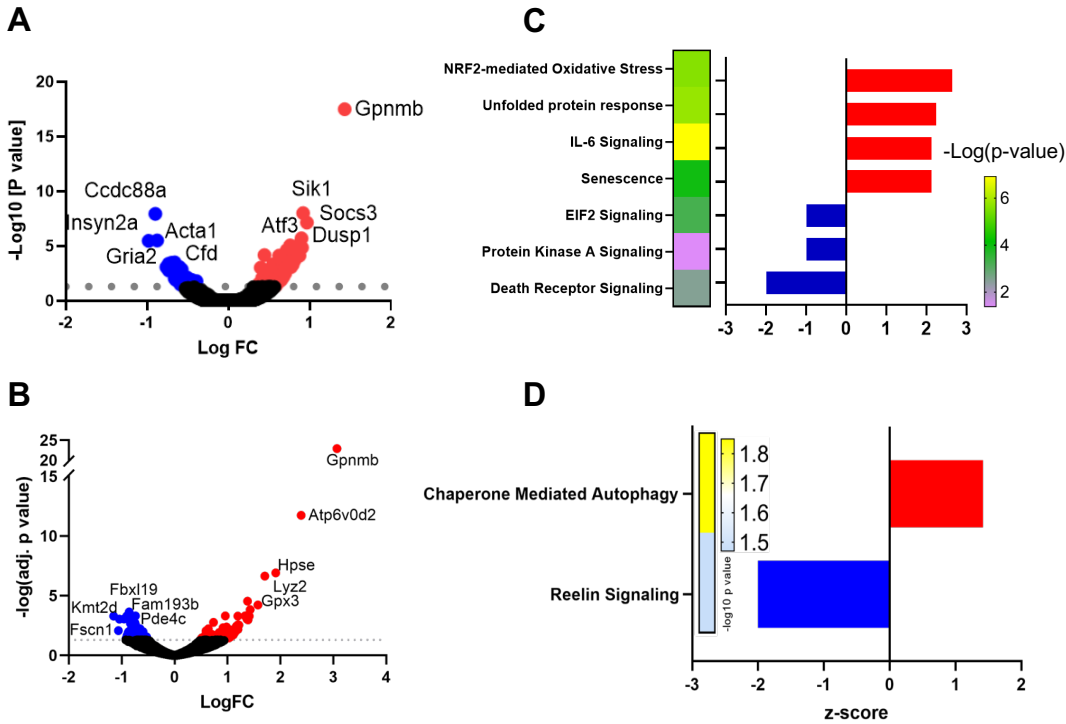 A
-Log10 [P value]
20
15
10
5
0
Gpnmb
Ccdc88a
Sik1
Insyn2a
Acta1
Atf3
Socs3
Dusp1
Gria2
Cfd
-2
-1
0
1
2
Log FC
C
NRF2-mediated Oxidative Stress
Unfolded protein response
IL-6 Signaling
Senescence
EIF2 Signaling
Protein Kinase A Signaling
Death Receptor Signaling
-3
-2
-1
0
1
2
3
-Log(p-value)
6
4
2
B
-log(adj. p value)
25
20
15
10
5
0
Gpnmb
Atp6v0d2
Hpse
Lyz2
Gpx3
Fbxl19
Kmt2d
Fam193b
Pde4c
Fscn1
-2
-1
0
1
2
3
4
LogFC
D
Chaperone Mediated Autophagy
Reelin Signaling
1.8
1.7
1.6
1.5
-log10 p value
-3
-2
-1
0
1
2
z-score